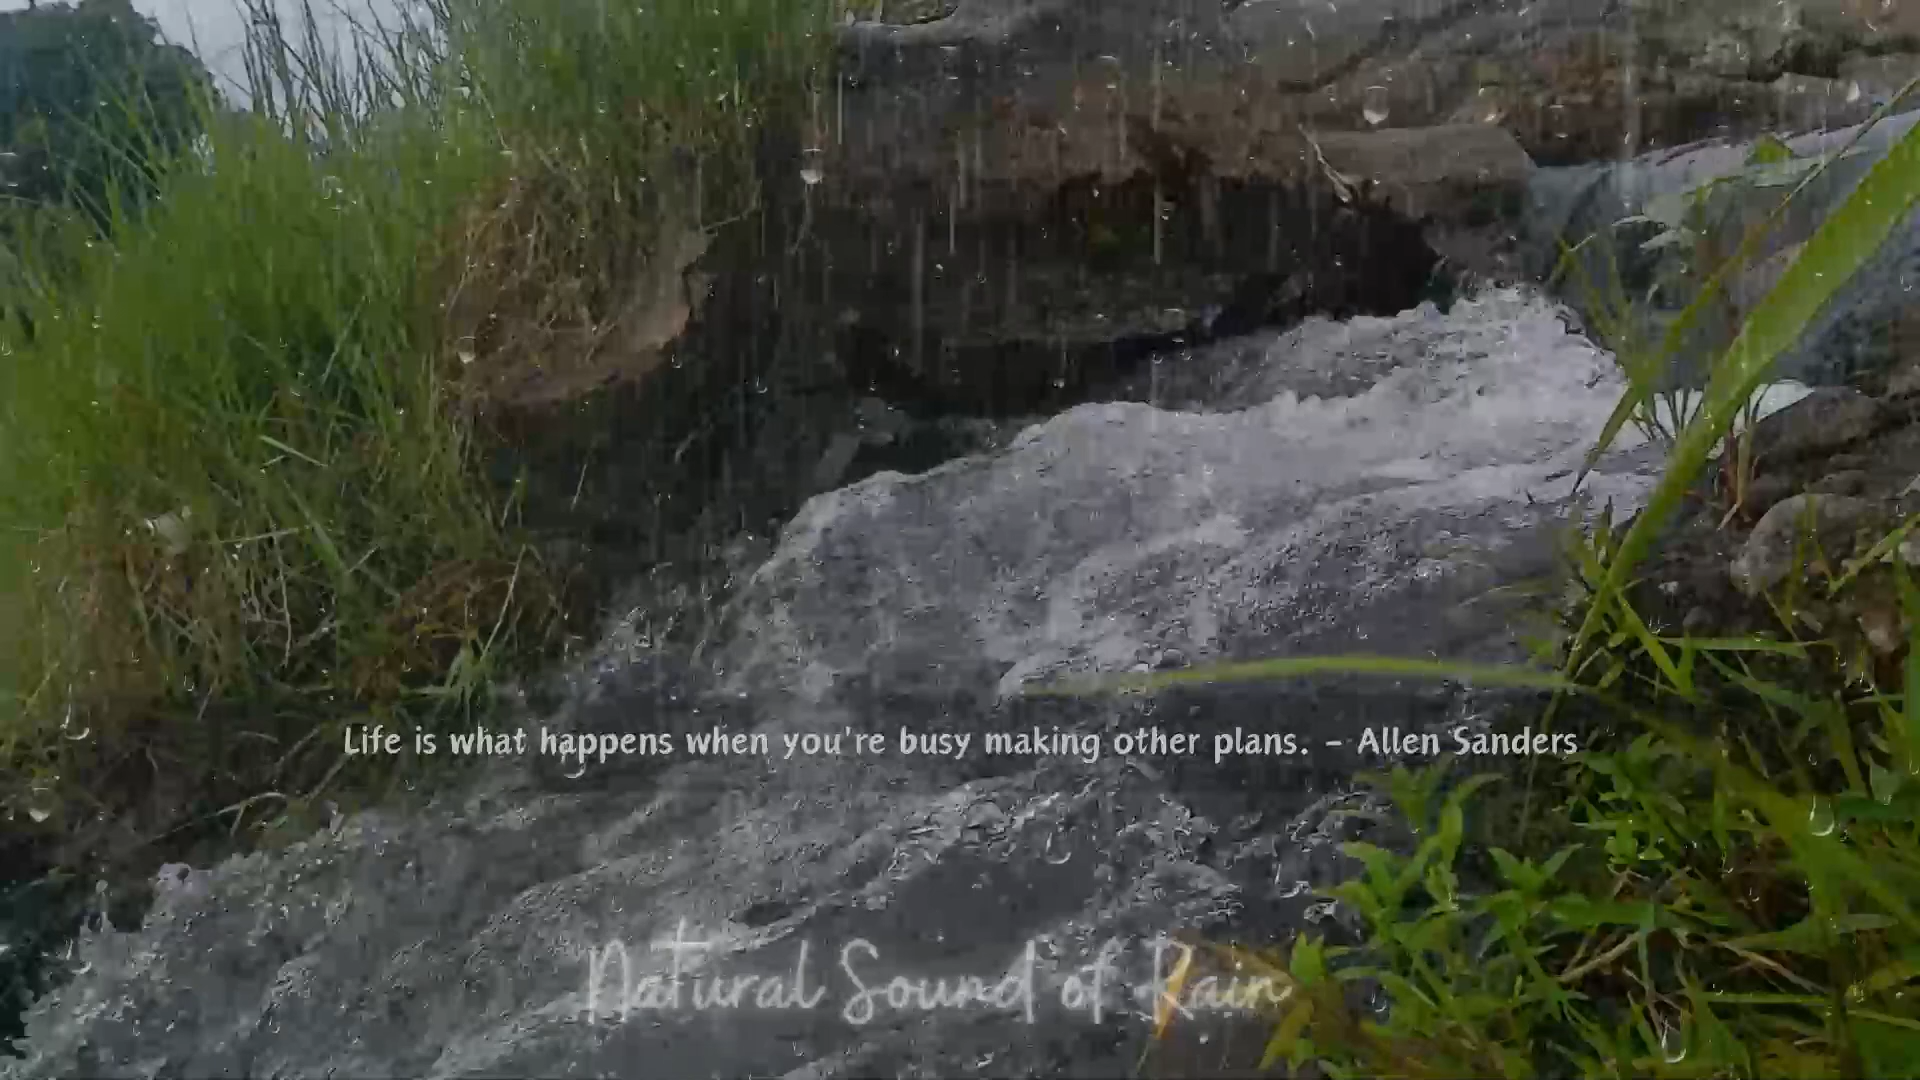 Life is what happens when you're busy making other plans. – Allen Sanders
Natural Sound of Rain